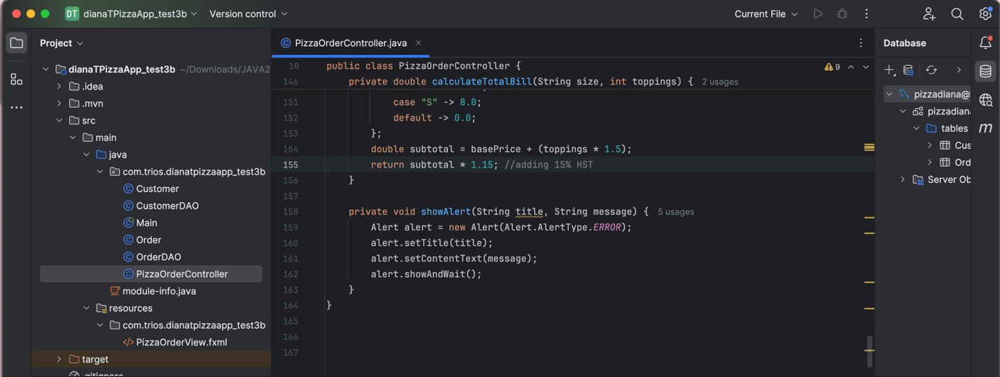 DT dianaTPizzaApp_test3b Version control Current File
Project
PizzaOrderController.java
Database
dianaTPizzaApp_test3b ~/Downloads/JAVA2
.idea
.mvn
src
main
java
com.trios.dianatpizzaapp_test3b
Customer
CustomerDAO
Main
Order
OrderDAO
PizzaOrderController
module-info.java
resources
com.trios.dianatpizzaapp_test3b
PizzaOrderView.fxml
target
.gitignore
10 public class PizzaOrderController {
9
146 private double calculateTotalBill(String size, int toppings) { 2 usages
151 case "S" -> 8.0;
152 default -> 0.0;
153 };
154 double subtotal = basePrice + (toppings * 1.5);
155 return subtotal * 1.15; //adding 15% HST
156 }
157
158 private void showAlert(String title, String message) { 5 usages
159 Alert alert = new Alert(Alert.AlertType.ERROR);
160 alert.setTitle(title);
161 alert.setContentText(message);
162 alert.showAndWait();
163 }
164 }
165
166
167
pizzadiana@
pizzadiana
tables
Cus
Ord
Server Ob
m